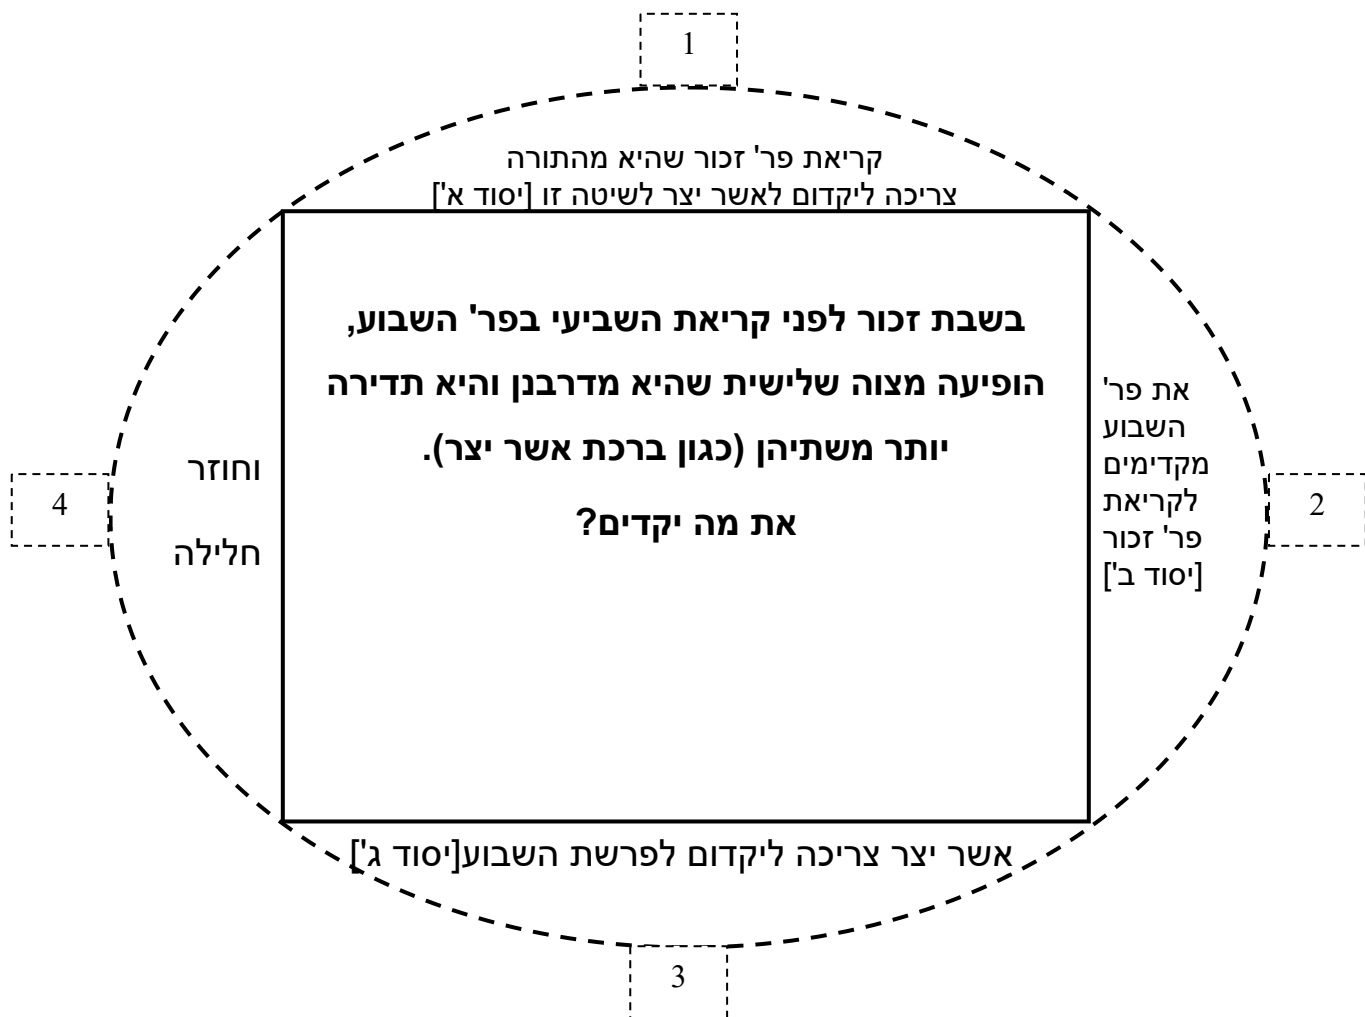 1
קריאת פר' זכור שהיא מהתורה
צריכה ליקדום לאשר יצר לשיטה זו [יסוד א']
בשבת זכור לפני קריאת השביעי בפר' השבוע,
הופיעה מצוה שלישית שהיא מדרבנן והיא תדירה
יותר משתיהן (כגון ברכת אשר יצר).
את מה יקדים?
2
את פר'
השבוע
מקדימים
לקריאת
פר' זכור
[יסוד ב']
אשר יצר צריכה ליקדום לפרשת השבוע[יסוד ג']
3
וחוזר
חלילה
4